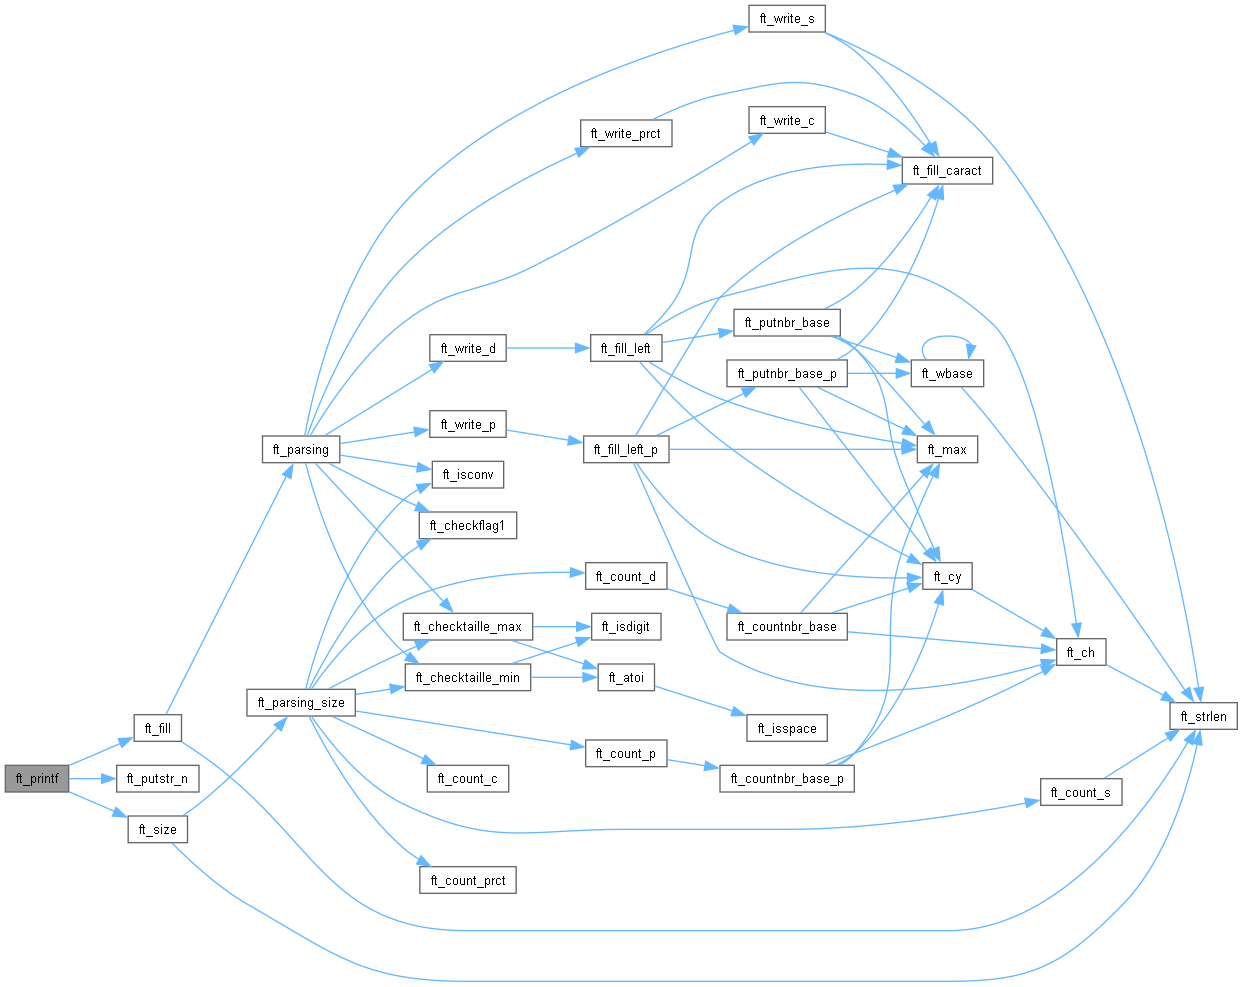 ft_write_s
ft_write_c
ft_write_prct
ft_fill_caract
ft_putnbr_base
ft_write_d
ft_fill_left
ft_putnbr_base_p
ft_wbase
ft_write_p
ft_parsing
ft_fill_left_p
ft_max
ft_isconv
ft_checkflag1
ft_count_d
ft_cy
ft_checktaille_max
ft_isdigit
ft_countnbr_base
ft_ch
ft_checktaille_min
ft_atoi
ft_parsing_size
ft_strlen
ft_fill
ft_isspace
ft_count_p
ft_printf
ft_putstr_n
ft_count_c
ft_countnbr_base_p
ft_count_s
ft_size
ft_count_prct